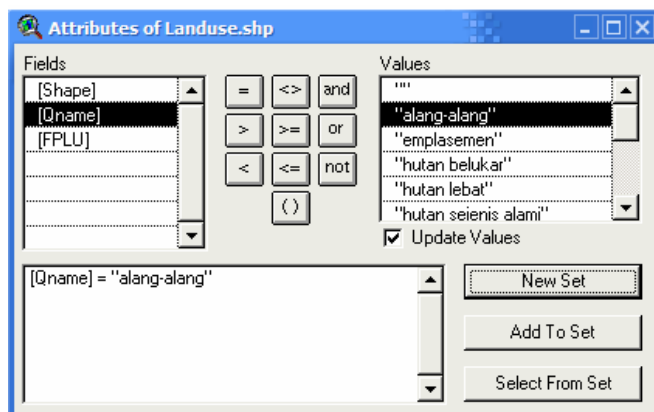 Attributes of Landuse.shp
Fields
[Shape]
[Qname]
[FPLU]
= <> and
> >= or
< <= not
()
Values
""
"alang-alang"
"emplasemen"
"hutan belukar"
"hutan lebat"
"hutan sejenis alami"
Update Values
[Qname] = "alang-alang"
New Set
Add To Set
Select From Set